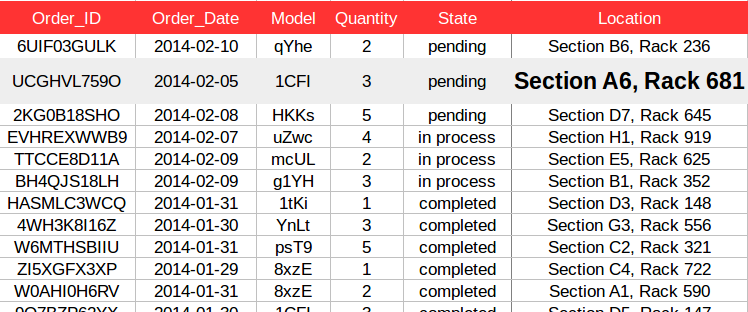 Order_ID Order_Date Model Quantity State Location
6UIF03GULK 2014-02-10 qYhe 2 pending Section B6, Rack 236
UCGHVL759O 2014-02-05 1CFI 3 pending Section A6, Rack 681
2KG0B18SHO 2014-02-08 HKKs 5 pending Section D7, Rack 645
EVHREXWWB9 2014-02-07 uZwc 4 in process Section H1, Rack 919
TTCCE8D11A 2014-02-09 mcUL 2 in process Section E5, Rack 625
BH4QJS18LH 2014-02-09 g1YH 3 in process Section B1, Rack 352
HASMLC3WCQ 2014-01-31 1tKi 1 completed Section D3, Rack 148
4WH3K8I16Z 2014-01-30 YnLt 3 completed Section G3, Rack 556
W6MTHSBIIU 2014-01-31 psT9 5 completed Section C2, Rack 321
ZI5XGFX3XP 2014-01-29 8xzE 1 completed Section C4, Rack 722
W0AHI0H6RV 2014-01-31 8xzE 2 completed Section A1, Rack 590
2014-01-30 1CFI 3 completed Section D5, Rack 147